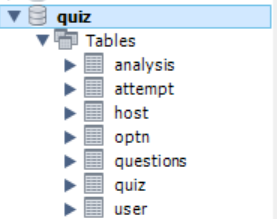 quiz
Tables
analysis
attempt
host
optn
questions
quiz
user